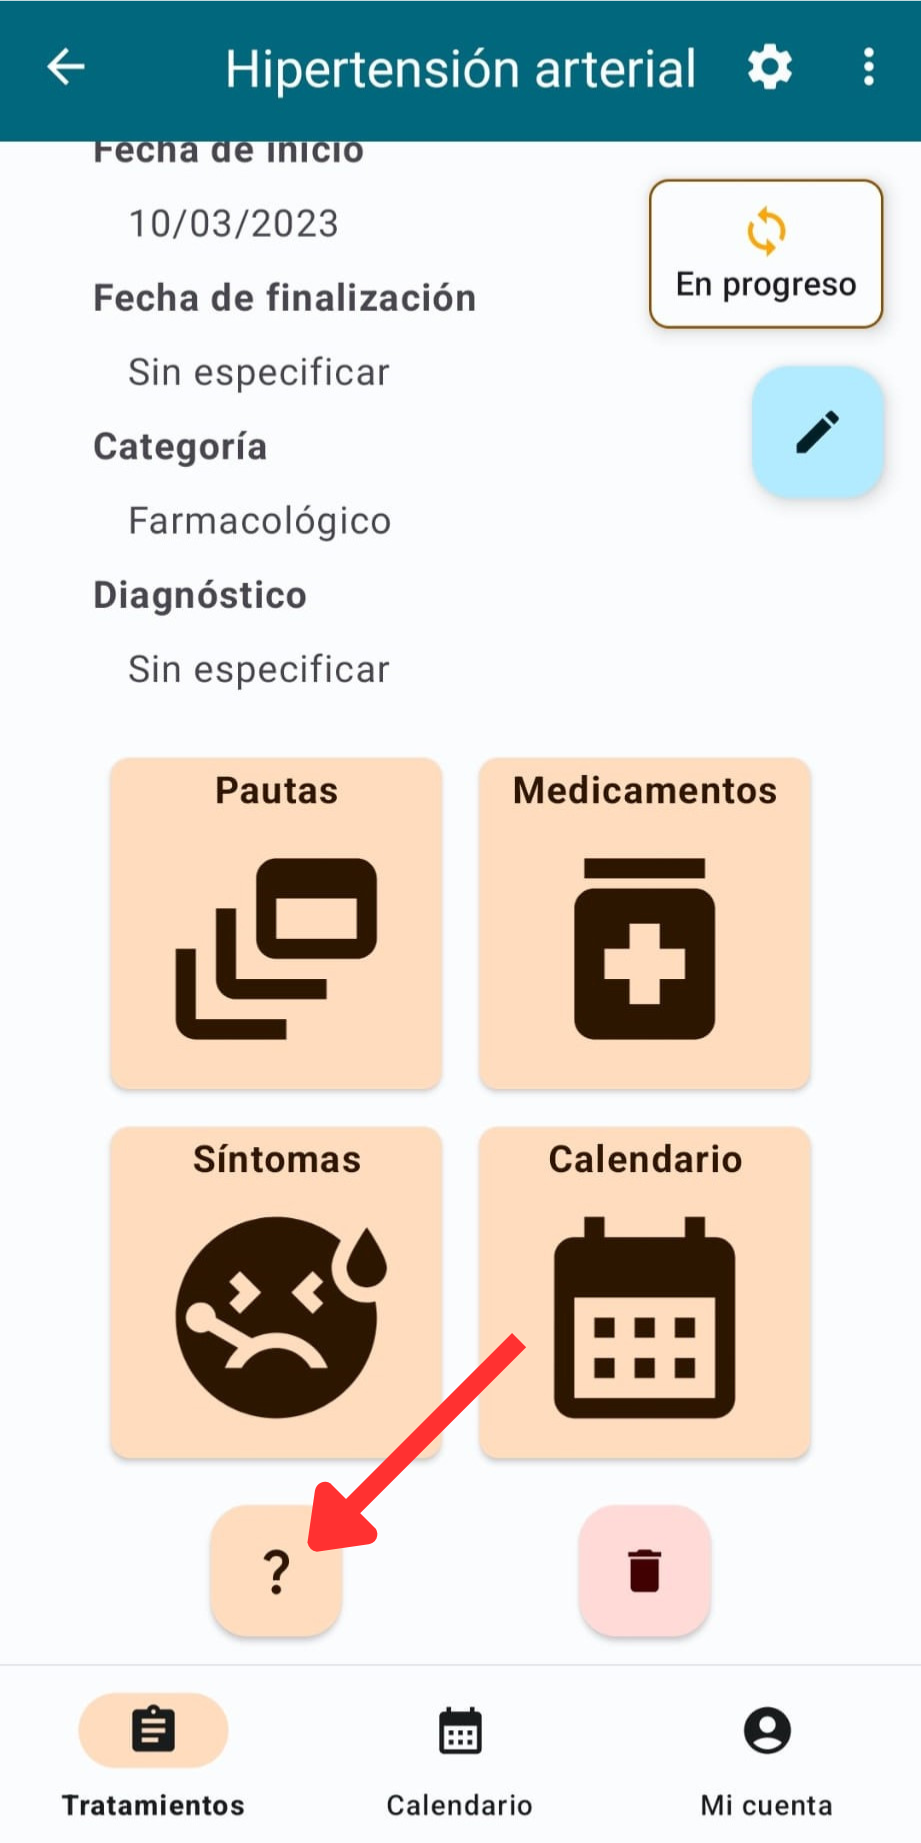 Hipertensión arterial
Fecha de inicio
10/03/2023
En progreso
Fecha de finalización
Sin especificar
Categoría
Farmacológico
Diagnóstico
Sin especificar
Pautas
Medicamentos
Síntomas
Calendario
?
Tratamientos
Calendario
Mi cuenta